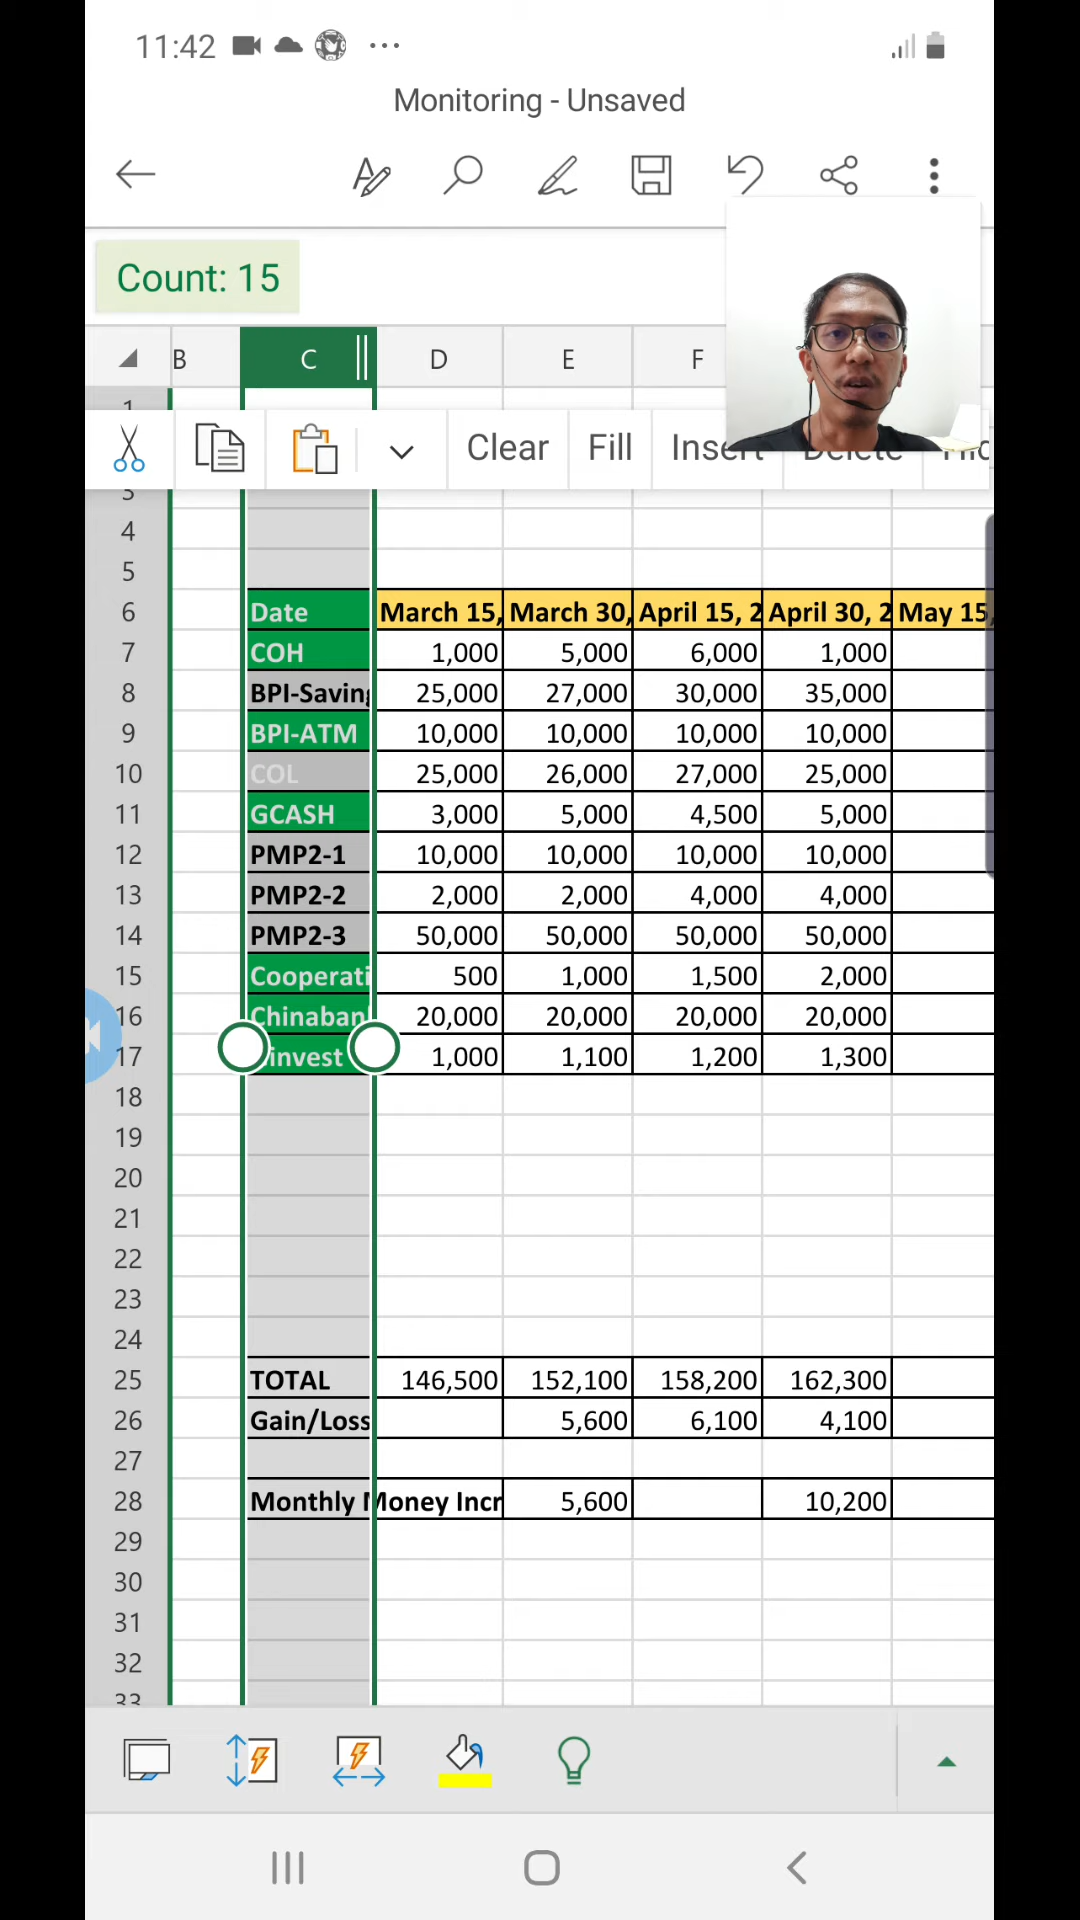 11:42
Monitoring - Unsaved
Count: 15
B C D E F
1
Clear Fill Insert Delete
3
4
5
6 Date March 15, March 30, April 15, 2 April 30, 2 May 15,
7 COH 1,000 5,000 6,000 1,000
8 BPI-Saving 25,000 27,000 30,000 35,000
9 BPI-ATM 10,000 10,000 10,000 10,000
10 COL 25,000 26,000 27,000 25,000
11 GCASH 3,000 5,000 4,500 5,000
12 PMP2-1 10,000 10,000 10,000 10,000
13 PMP2-2 2,000 2,000 4,000 4,000
14 PMP2-3 50,000 50,000 50,000 50,000
15 Cooperati 500 1,000 1,500 2,000
16 Chinaban 20,000 20,000 20,000 20,000
17 invest 1,000 1,100 1,200 1,300
18
19
20
21
22
23
24
25 TOTAL 146,500 152,100 158,200 162,300
26 Gain/Loss 5,600 6,100 4,100
27
28 Monthly Money Incr 5,600 10,200
29
30
31
32
33